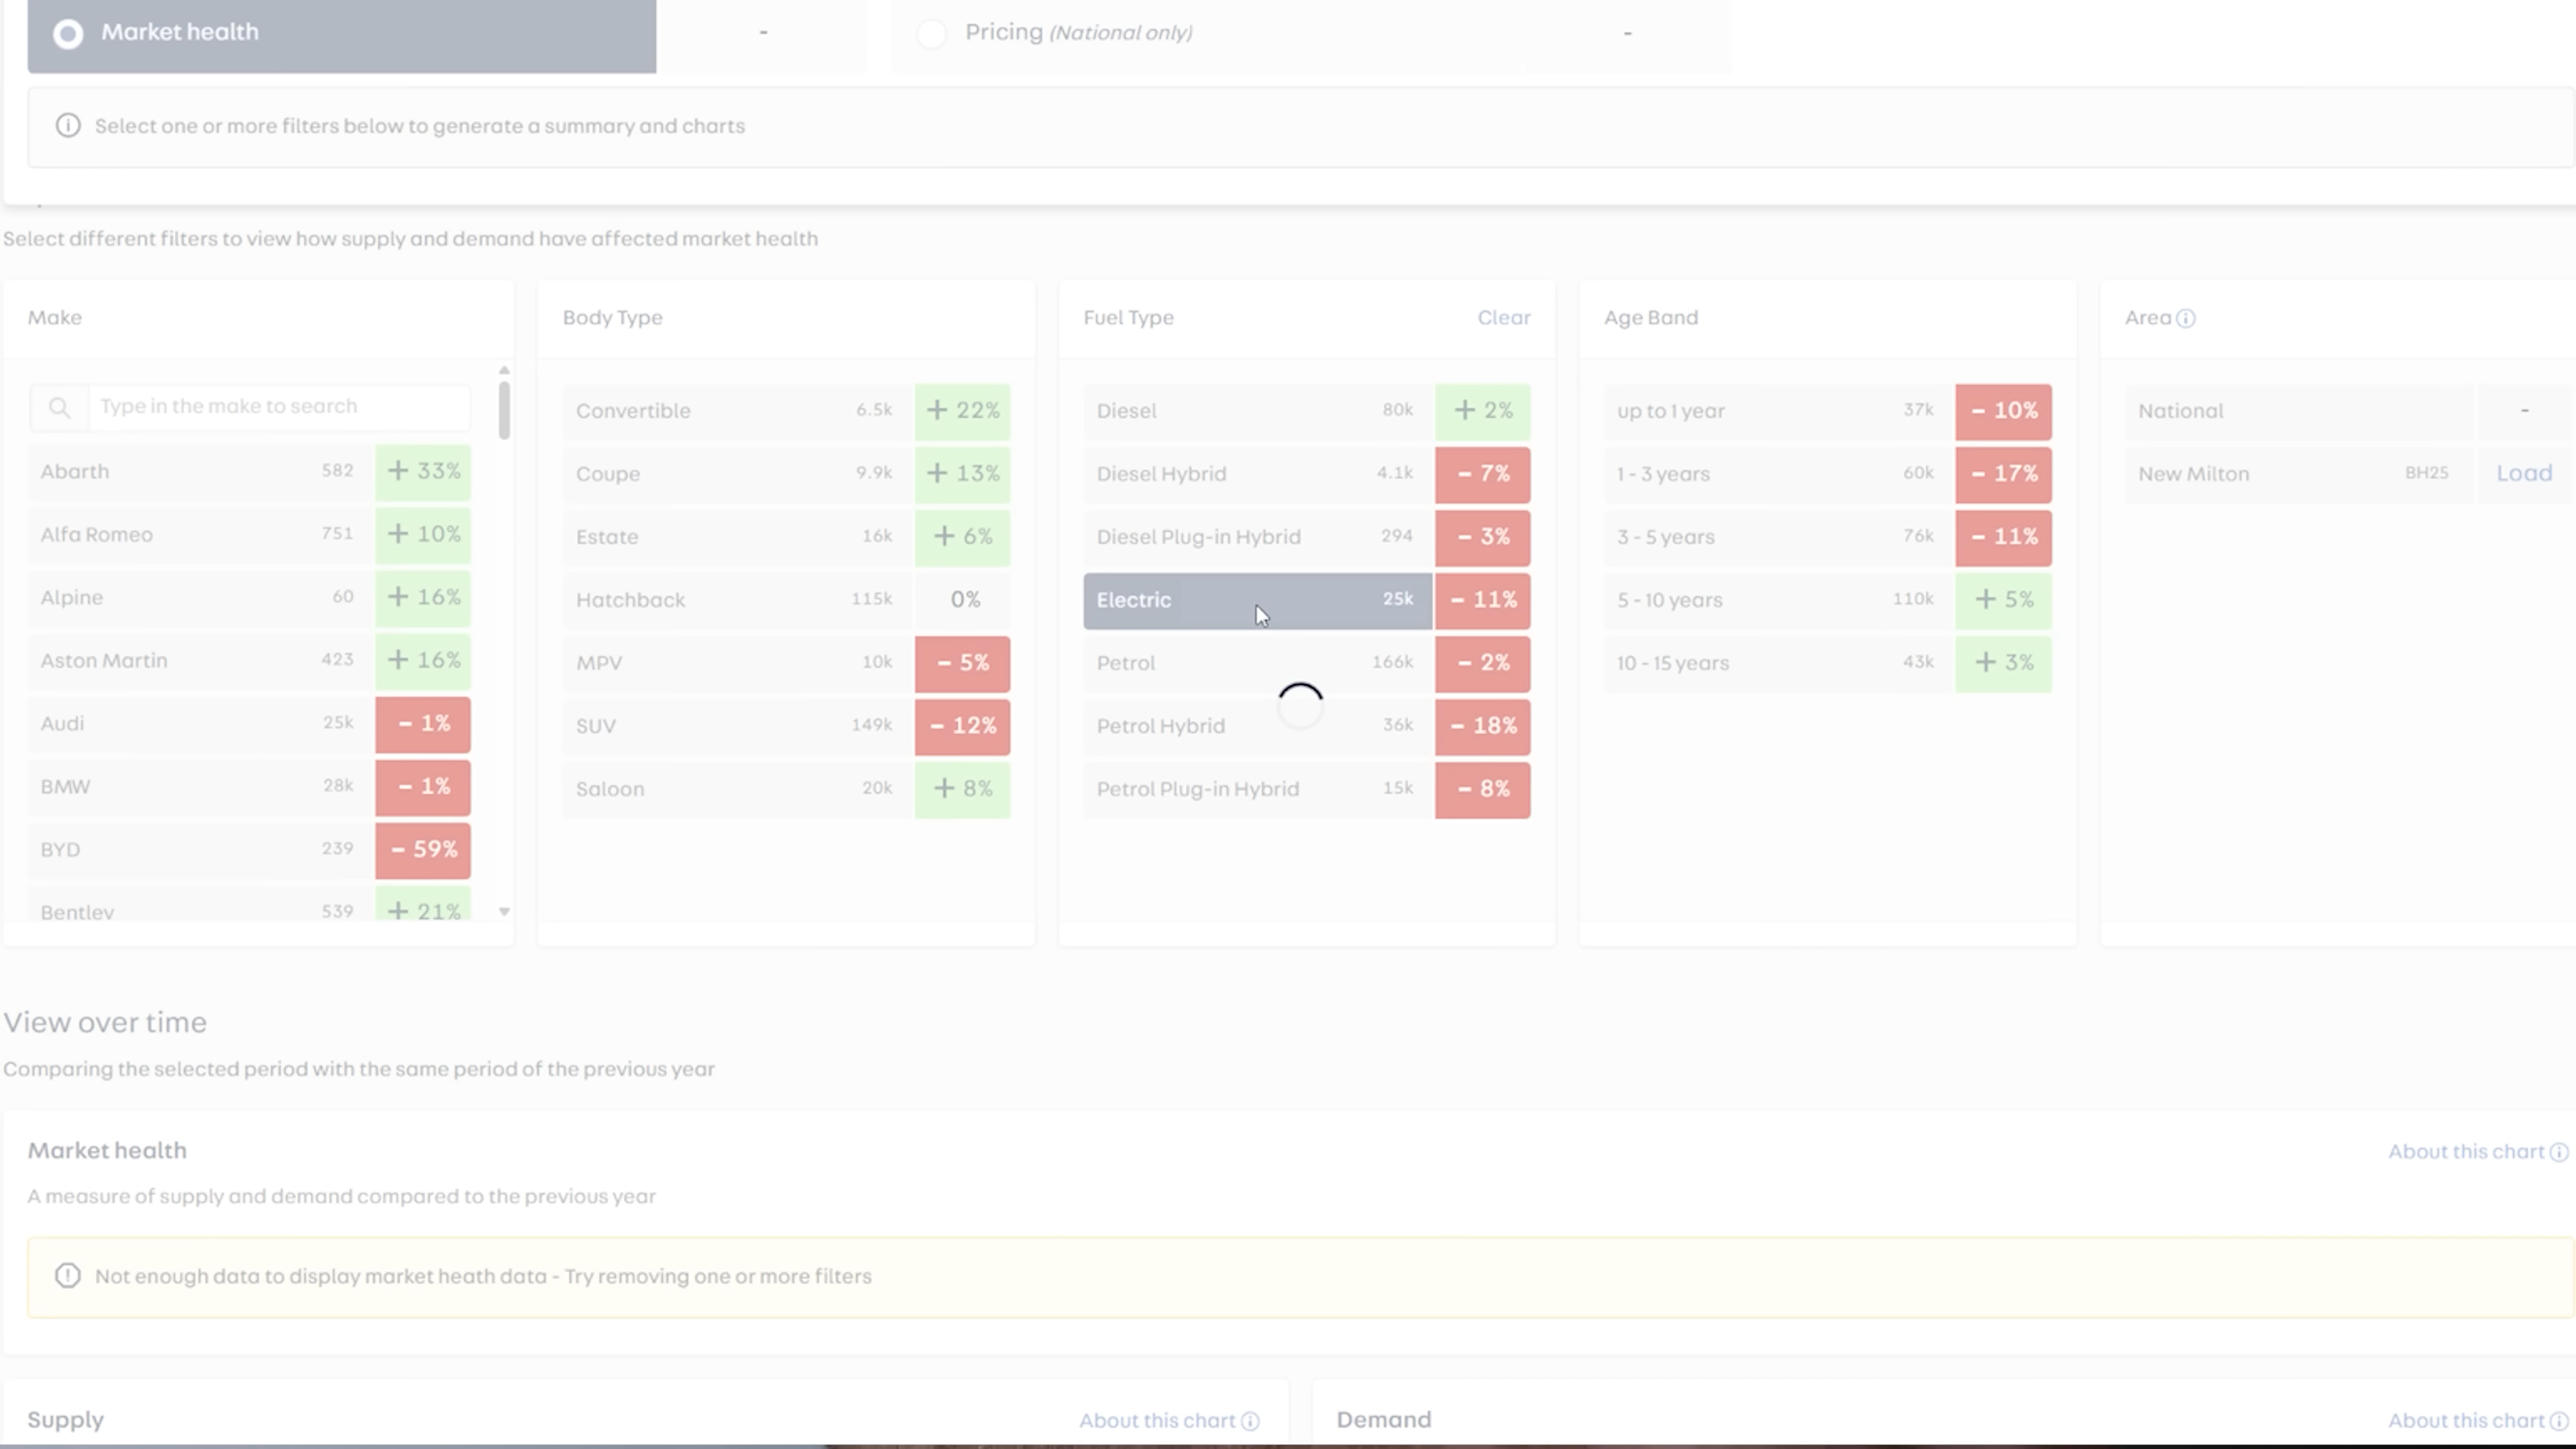 Market health -
Pricing (National only) -
Select one or more filters below to generate a summary and charts
Select different filters to view how supply and demand have affected market health
Make
Type in the make to search
Abarth 582 + 33%
Alfa Romeo 751 + 10%
Alpine 60 + 16%
Aston Martin 423 + 16%
Audi 25k - 1%
BMW 28k - 1%
BYD 239 - 59%
Bentley 539 + 21%
Body Type
Convertible 6.5k + 22%
Coupe 9.9k + 13%
Estate 16k + 6%
Hatchback 115k 0%
MPV 10k - 5%
SUV 149k - 12%
Saloon 20k + 8%
Fuel Type Clear
Diesel 80k + 2%
Diesel Hybrid 4.1k - 7%
Diesel Plug-in Hybrid 294 - 3%
Electric 25k - 11%
Petrol 166k - 2%
Petrol Hybrid 36k - 18%
Petrol Plug-in Hybrid 15k - 8%
Age Band
up to 1 year 37k - 10%
1 - 3 years 60k - 17%
3 - 5 years 76k - 11%
5 - 10 years 110k + 5%
10 - 15 years 43k + 3%
Area
National -
New Milton BH25 Load
View over time
Comparing the selected period with the same period of the previous year
Market health About this chart
A measure of supply and demand compared to the previous year
Not enough data to display market heath data - Try removing one or more filters
Supply About this chart
Demand About this chart